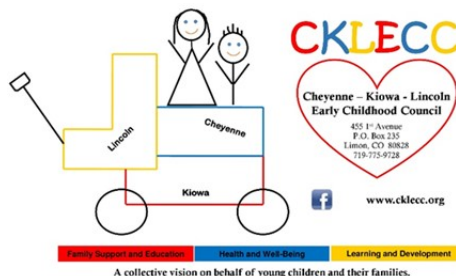 CKLECC
Cheyenne – Kiowa - Lincoln
Early Childhood Council
455 1st Avenue
P.O. Box 235
Limon, CO 80828
719-775-9728
Lincoln
Cheyenne
Kiowa
f
www.cklecc.org
Family Support and Education
Health and Well-Being
Learning and Development
A collective vision on behalf of young children and their families.